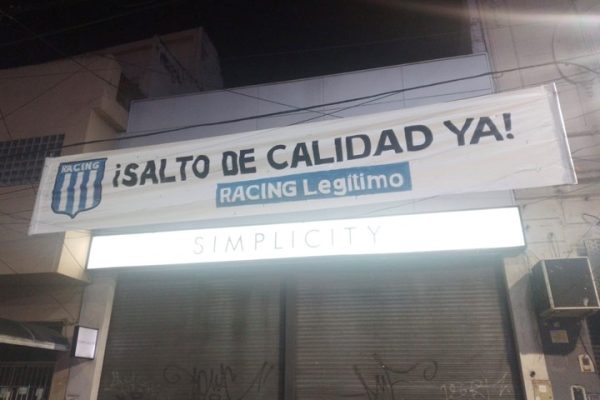 RACING
¡SALTO DE CALIDAD YA!
RACING Legítimo
SIMPLICITY